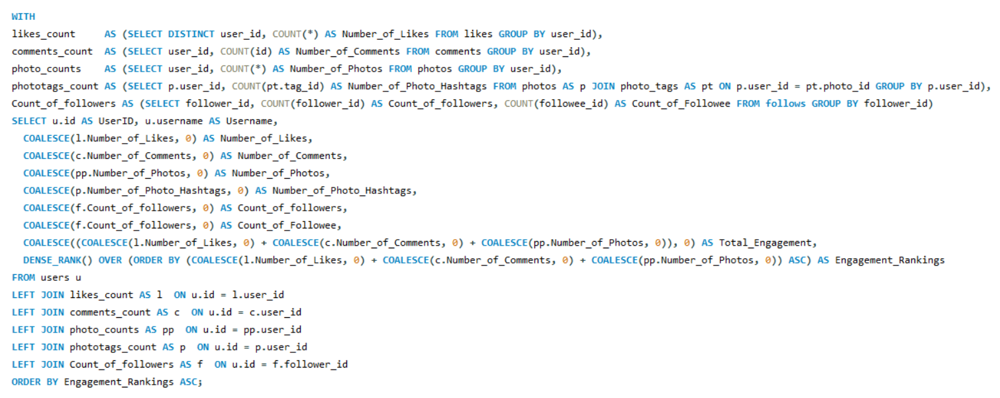 WITH
likes_count     AS (SELECT DISTINCT user_id, COUNT(*) AS Number_of_Likes FROM likes GROUP BY user_id),
comments_count  AS (SELECT user_id, COUNT(id) AS Number_of_Comments FROM comments GROUP BY user_id),
photo_counts    AS (SELECT user_id, COUNT(*) AS Number_of_Photos FROM photos GROUP BY user_id),
phototags_count AS (SELECT p.user_id, COUNT(pt.tag_id) AS Number_of_Photo_Hashtags FROM photos AS p JOIN photo_tags AS pt ON p.user_id = pt.photo_id GROUP BY p.user_id),
Count_of_followers AS (SELECT follower_id, COUNT(follower_id) AS Count_of_followers, COUNT(followee_id) AS Count_of_Followee FROM follows GROUP BY follower_id)
SELECT u.id AS UserID, u.username AS Username,
  COALESCE(l.Number_of_Likes, 0) AS Number_of_Likes,
  COALESCE(c.Number_of_Comments, 0) AS Number_of_Comments,
  COALESCE(pp.Number_of_Photos, 0) AS Number_of_Photos,
  COALESCE(p.Number_of_Photo_Hashtags, 0) AS Number_of_Photo_Hashtags,
  COALESCE(f.Count_of_followers, 0) AS Count_of_followers,
  COALESCE(f.Count_of_followers, 0) AS Count_of_Followee,
  COALESCE((COALESCE(l.Number_of_Likes, 0) + COALESCE(c.Number_of_Comments, 0) + COALESCE(pp.Number_of_Photos, 0)), 0) AS Total_Engagement,
  DENSE_RANK() OVER (ORDER BY (COALESCE(l.Number_of_Likes, 0) + COALESCE(c.Number_of_Comments, 0) + COALESCE(pp.Number_of_Photos, 0)) ASC) AS Engagement_Rankings
FROM users u
LEFT JOIN likes_count AS l  ON u.id = l.user_id
LEFT JOIN comments_count AS c  ON u.id = c.user_id
LEFT JOIN photo_counts AS pp  ON u.id = pp.user_id
LEFT JOIN phototags_count AS p  ON u.id = p.user_id
LEFT JOIN Count_of_followers AS f  ON u.id = f.follower_id
ORDER BY Engagement_Rankings ASC;